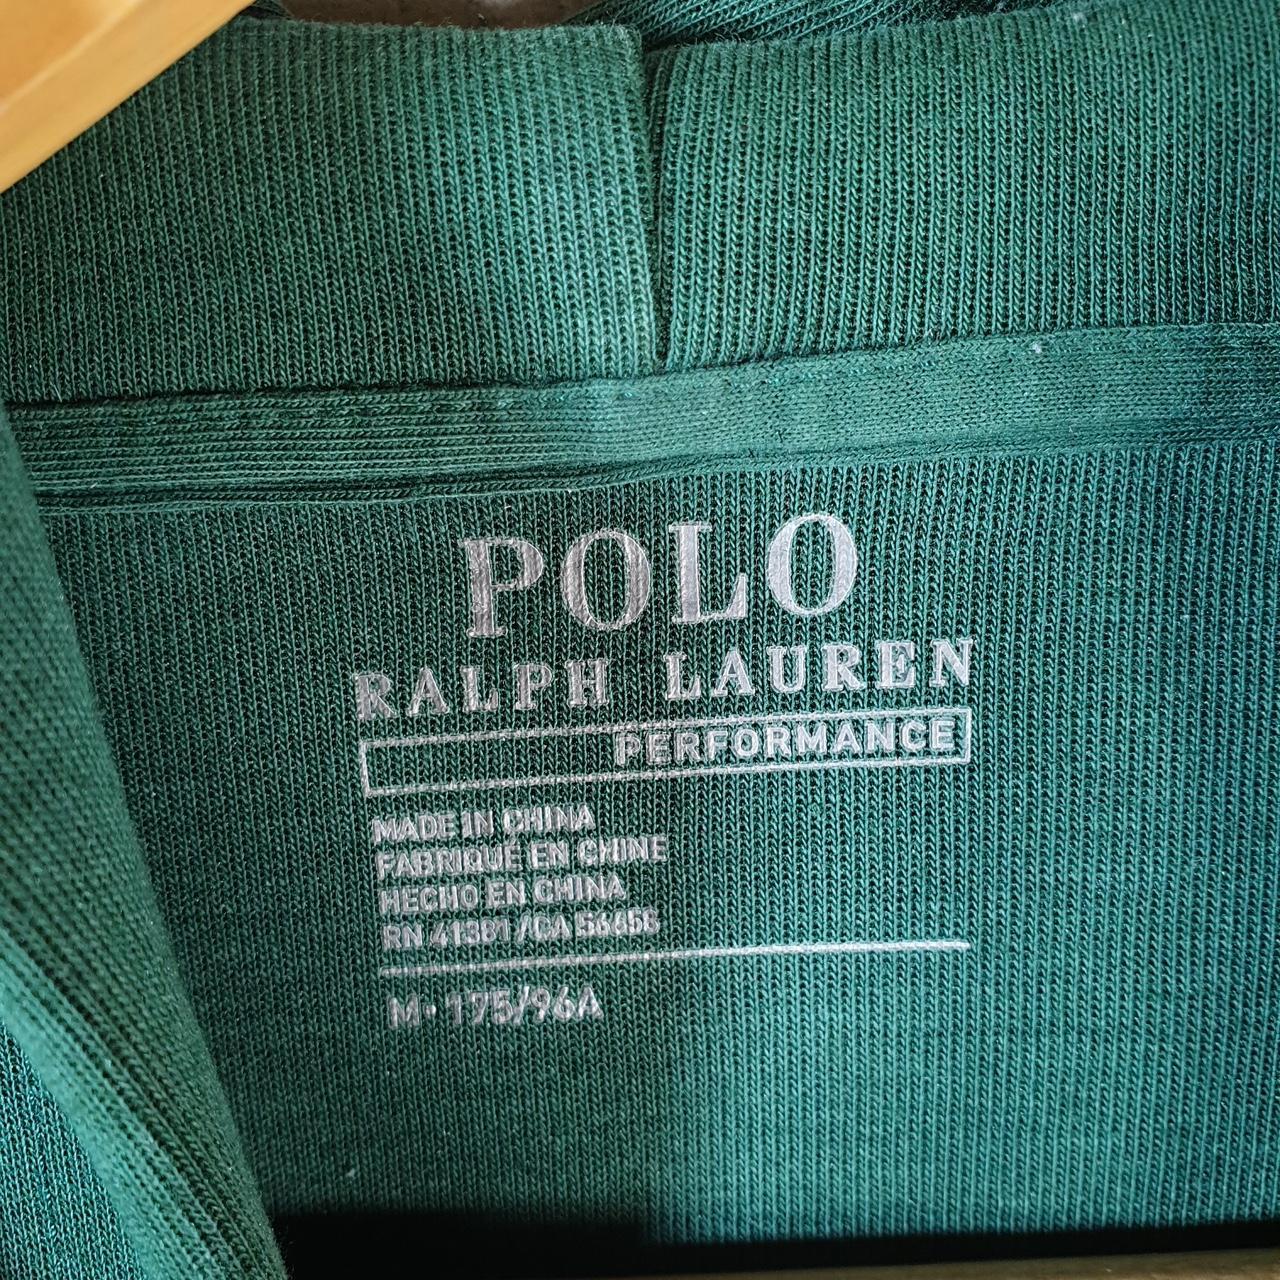 POLO
RALPH LAUREN
PERFORMANCE
MADE IN CHINA
FABRIQUÉ EN CHINE
HECHO EN CHINA
RN 41381 /CA 56658
M• 175/96A